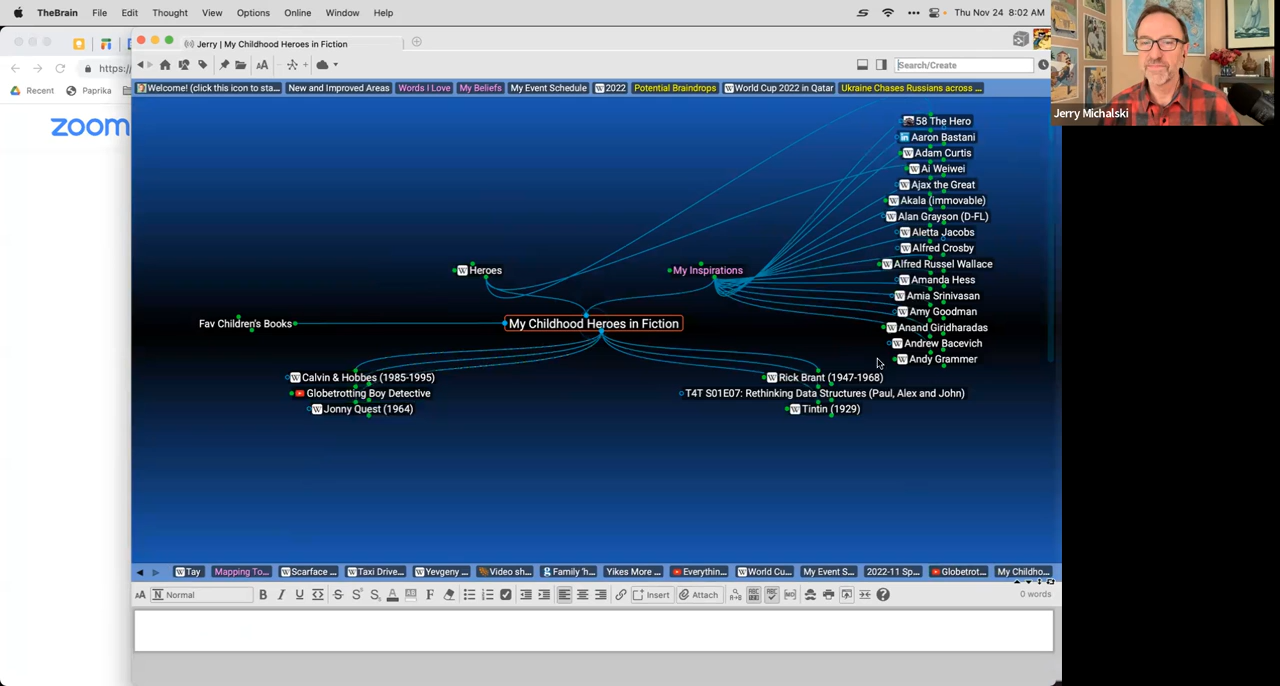 TheBrain File Edit Thought View Options Online Window Help Thu Nov 24 8:02 AM
Jerry | My Childhood Heroes in Fiction
https:/
AA Search/Create
Recent Paprika
Welcome! (click this icon to sta... New and Improved Areas Words I Love My Beliefs My Event Schedule 2022 Potential Braindrops World Cup 2022 in Qatar Ukraine Chases Russians across ...
Jerry Michalski
zoom
58 The Hero
Aaron Bastani
Adam Curtis
Ai Weiwei
Ajax the Great
Akala (immovable)
Alan Grayson (D-FL)
Aletta Jacobs
Alfred Crosby
Alfred Russel Wallace
Amanda Hess
Amia Srinivasan
Amy Goodman
Anand Giridharadas
Andrew Bacevich
Andy Grammer
Heroes
My Inspirations
Fav Children's Books
My Childhood Heroes in Fiction
Calvin & Hobbes (1985-1995)
Globetrotting Boy Detective
Jonny Quest (1964)
Rick Brant (1947-1968)
T4T S01E07: Rethinking Data Structures (Paul, Alex and John)
Tintin (1929)
Tay Mapping To... Scarface ... Taxi Drive... Yevgeny ... Video sh... Family 'h... Yikes More ... Everythin... World Cu... My Event S... 2022-11 Sp... Globetrot... My Childho...
AA N Normal B I U S S S A F Insert Attach 0 words